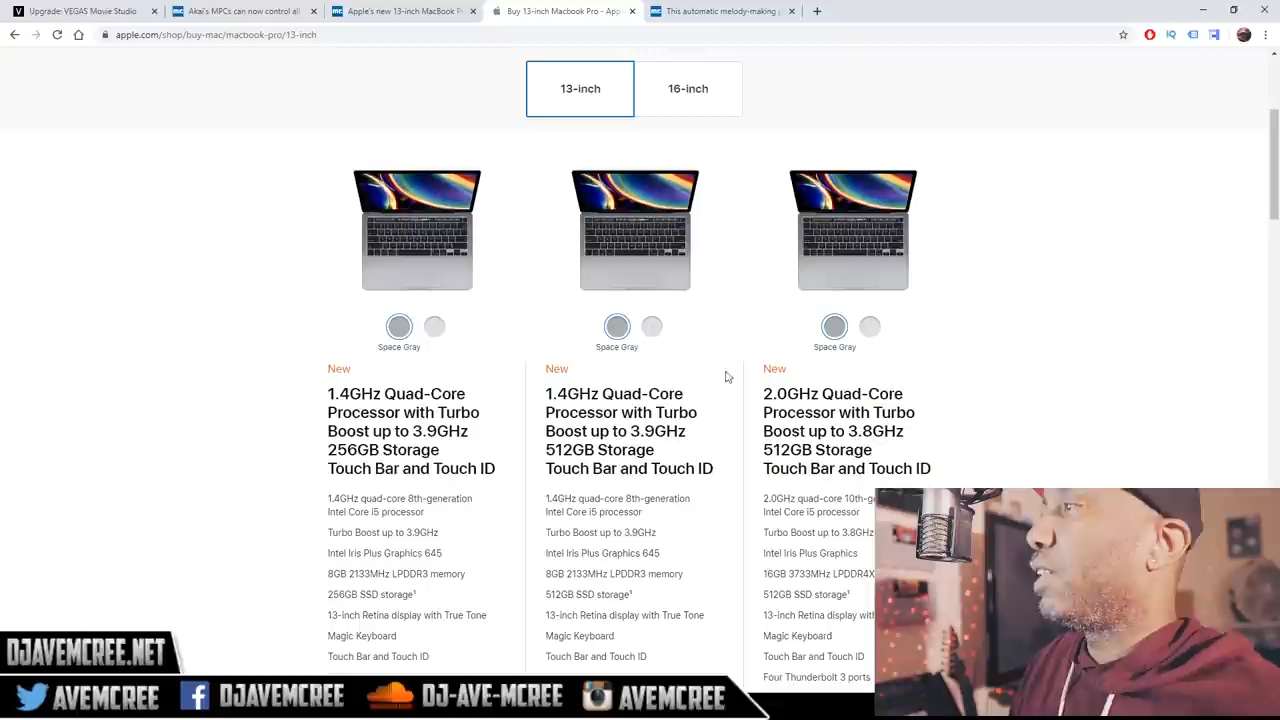 Upgrade: VEGAS Movie Studio
Akai's MPCs can now control all
Apple's new 13-inch MacBook P
Buy 13-inch Macbook Pro - App
This automatic melody-making
apple.com/shop/buy-mac/macbook-pro/13-inch
13-inch
16-inch
Space Gray
Space Gray
Space Gray
New
1.4GHz Quad-Core
Processor with Turbo
Boost up to 3.9GHz
256GB Storage
Touch Bar and Touch ID
1.4GHz quad-core 8th-generation
Intel Core i5 processor
Turbo Boost up to 3.9GHz
Intel Iris Plus Graphics 645
8GB 2133MHz LPDDR3 memory
256GB SSD storage¹
13-inch Retina display with True Tone
Magic Keyboard
Touch Bar and Touch ID
New
1.4GHz Quad-Core
Processor with Turbo
Boost up to 3.9GHz
512GB Storage
Touch Bar and Touch ID
1.4GHz quad-core 8th-generation
Intel Core i5 processor
Turbo Boost up to 3.9GHz
Intel Iris Plus Graphics 645
8GB 2133MHz LPDDR3 memory
512GB SSD storage¹
13-inch Retina display with True Tone
Magic Keyboard
Touch Bar and Touch ID
New
2.0GHz Quad-Core
Processor with Turbo
Boost up to 3.8GHz
512GB Storage
Touch Bar and Touch ID
2.0GHz quad-core 10th-g
Intel Core i5 processor
Turbo Boost up to 3.8GHz
Intel Iris Plus Graphics
16GB 3733MHz LPDDR4X
512GB SSD storage¹
13-inch Retina display with
Magic Keyboard
Touch Bar and Touch ID
Four Thunderbolt 3 ports
DJAVEMCREE.NET
AVEMCREE
DJAVEMCREE
DJ-AVE-MCREE
AVEMCREE